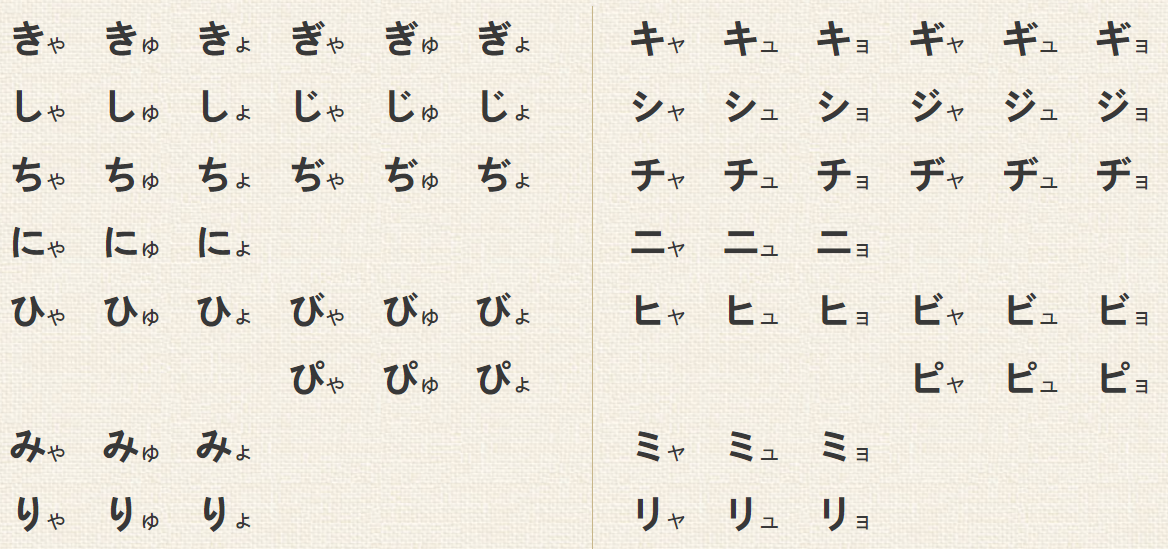 きゃ きゅ きょ ぎゃ ぎゅ ぎょ キャ キュ キョ ギャ ギュ ギョ
しゃ しゅ しょ じゃ じゅ じょ シャ シュ ショ ジャ ジュ ジョ
ちゃ ちゅ ちょ ぢゃ ぢゅ ぢょ チャ チュ チョ ヂャ ヂュ ヂョ
にゃ にゅ にょ ニャ ニュ ニョ
ひゃ ひゅ ひょ びゃ びゅ びょ ヒャ ヒュ ヒョ ビャ ビュ ビョ
ぴゃ ぴゅ ぴょ ピャ ピュ ピョ
みゃ みゅ みょ ミャ ミュ ミョ
りゃ りゅ りょ リャ リュ リョ